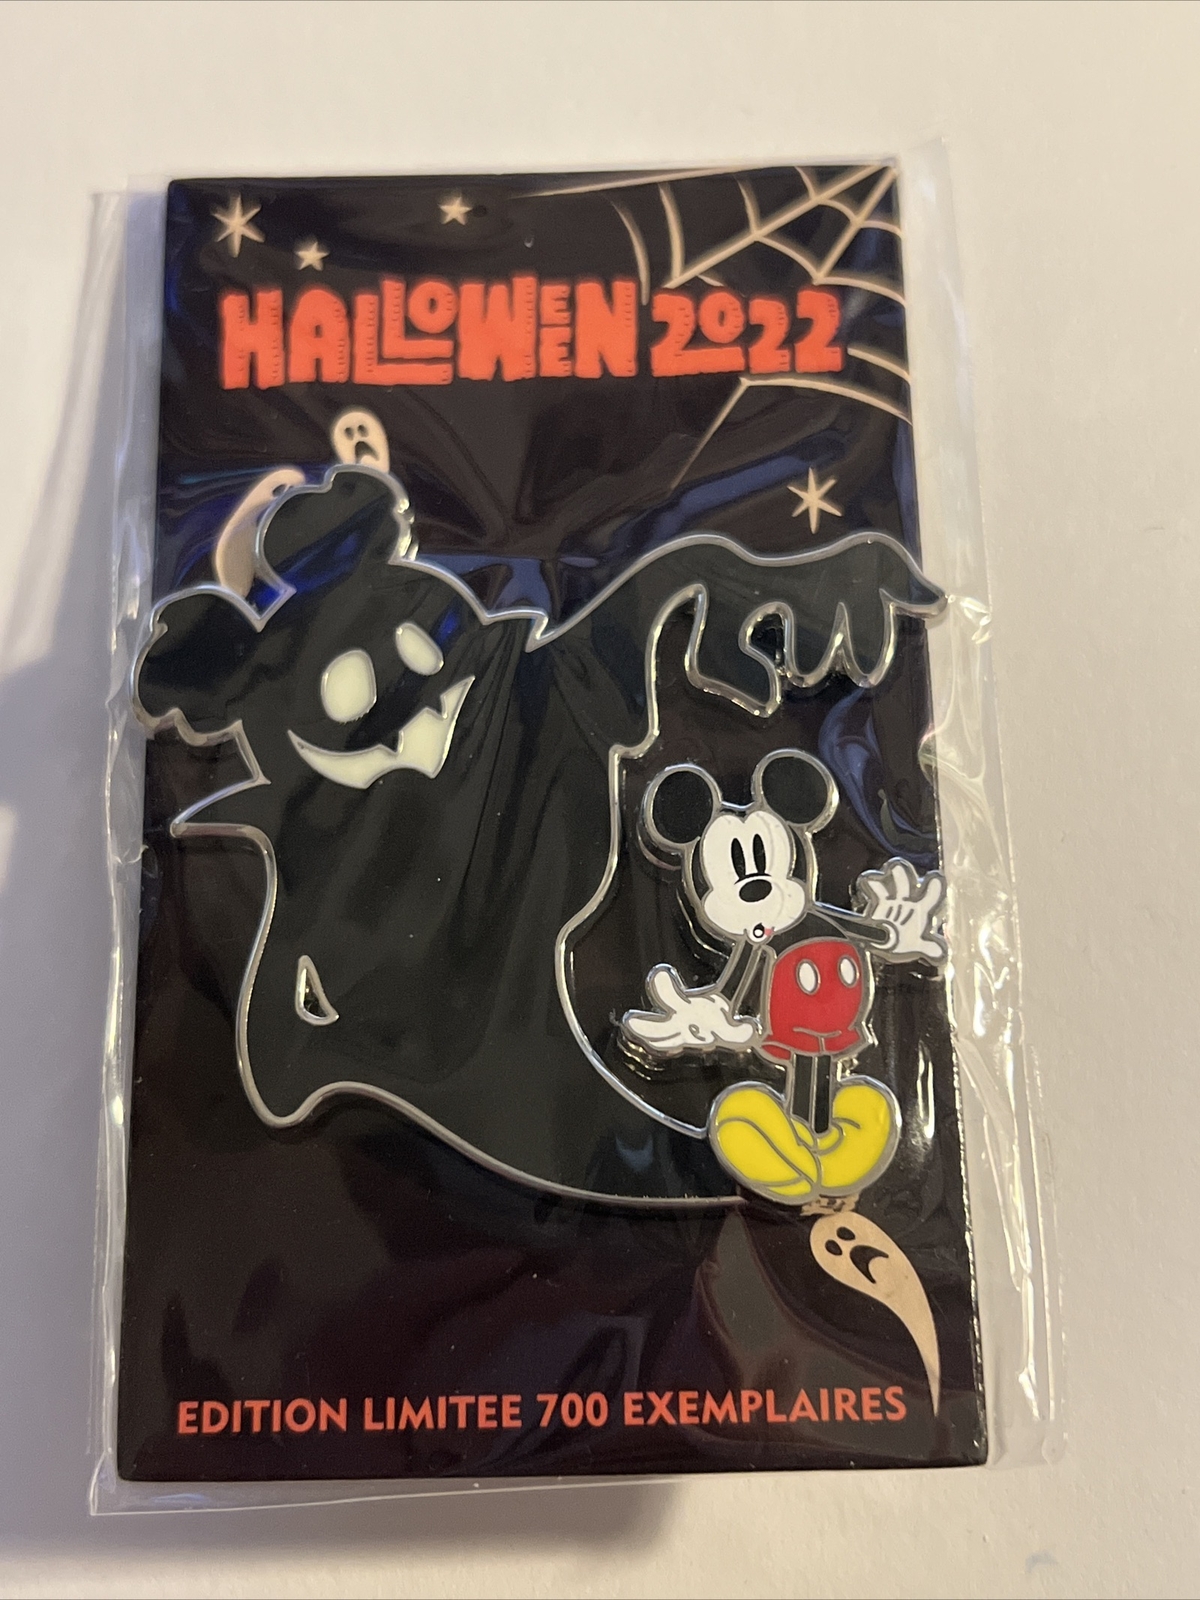 HALLOWEEN 2022
EDITION LIMITEE 700 EXEMPLAIRES